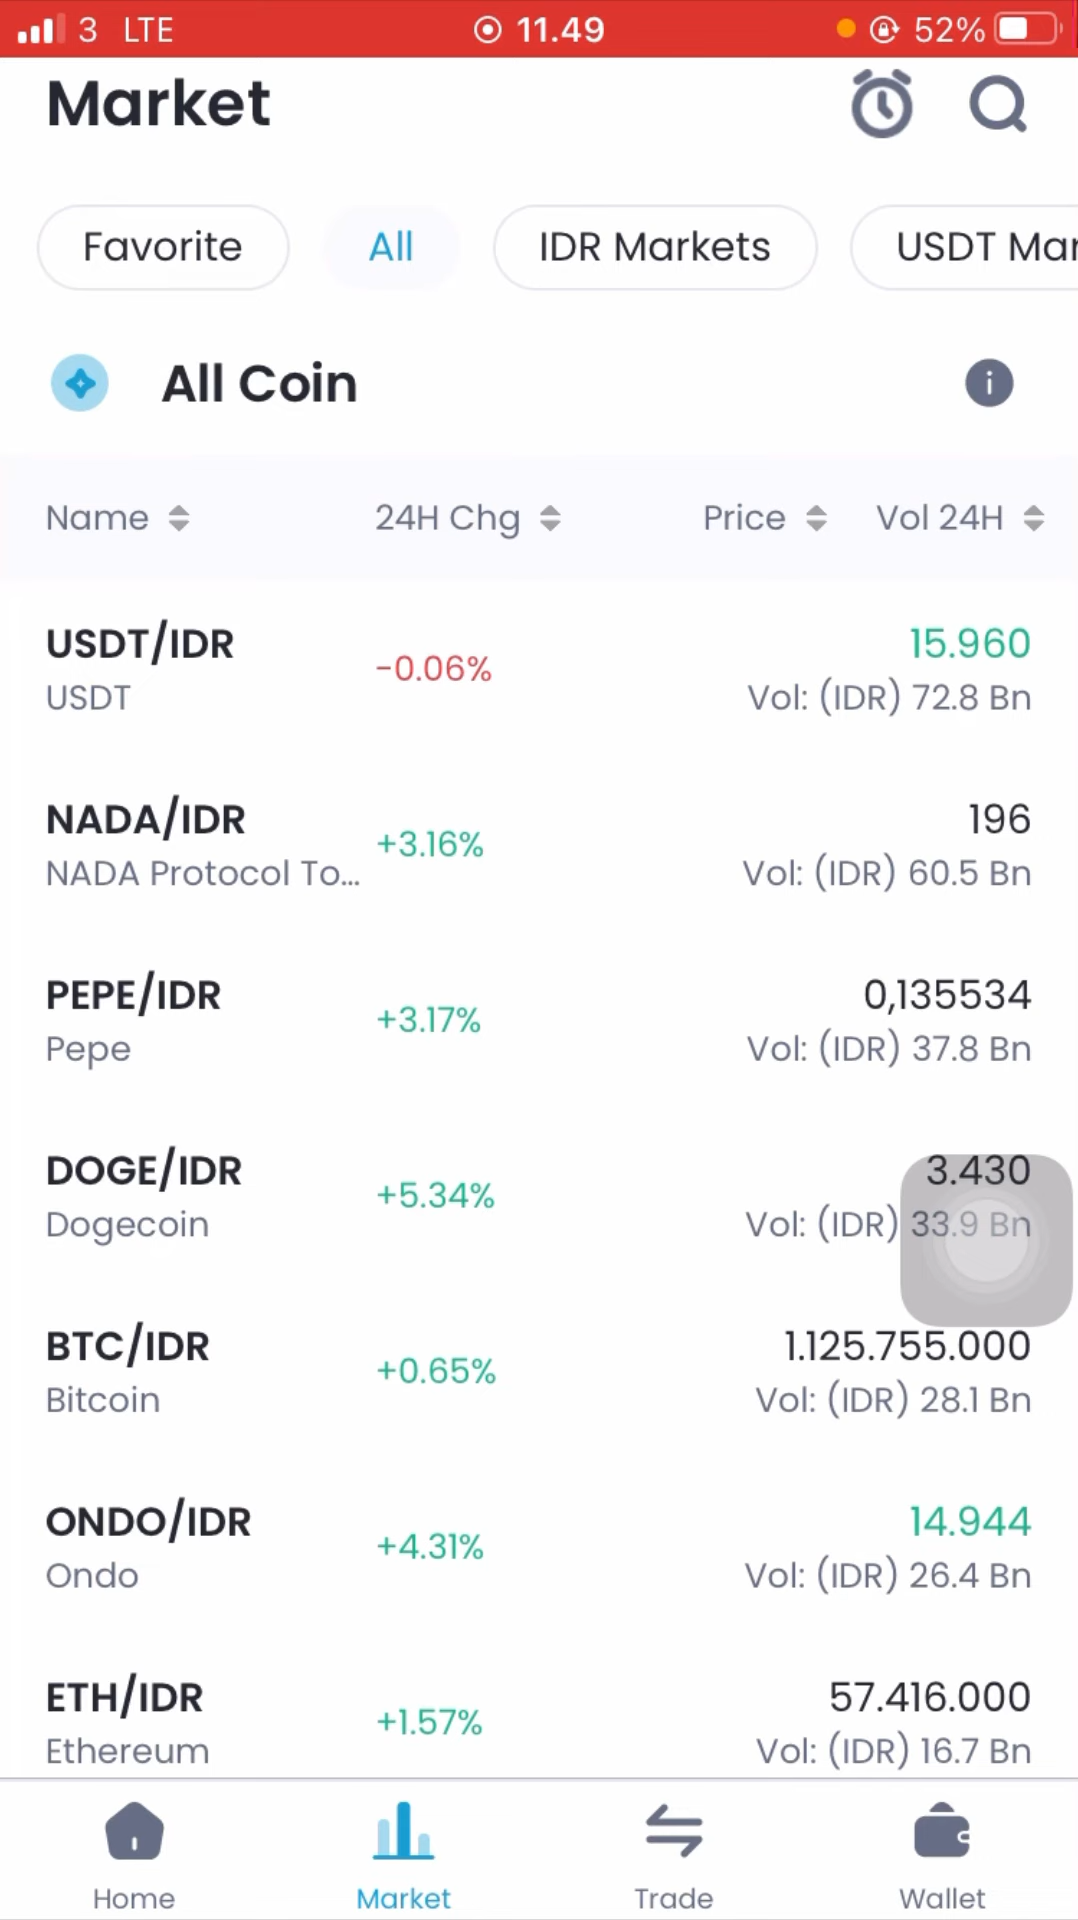 3 LTE 11.49 52%
Market
Favorite All IDR Markets USDT Mar
All Coin
Name 24H Chg Price Vol 24H
USDT/IDR -0.06% 15.960
USDT Vol: (IDR) 72.8 Bn
NADA/IDR +3.16% 196
NADA Protocol To... Vol: (IDR) 60.5 Bn
PEPE/IDR +3.17% 0,135534
Pepe Vol: (IDR) 37.8 Bn
DOGE/IDR +5.34% 3.430
Dogecoin Vol: (IDR) 33.9 Bn
BTC/IDR +0.65% 1.125.755.000
Bitcoin Vol: (IDR) 28.1 Bn
ONDO/IDR +4.31% 14.944
Ondo Vol: (IDR) 26.4 Bn
ETH/IDR +1.57% 57.416.000
Ethereum Vol: (IDR) 16.7 Bn
Home Market Trade Wallet